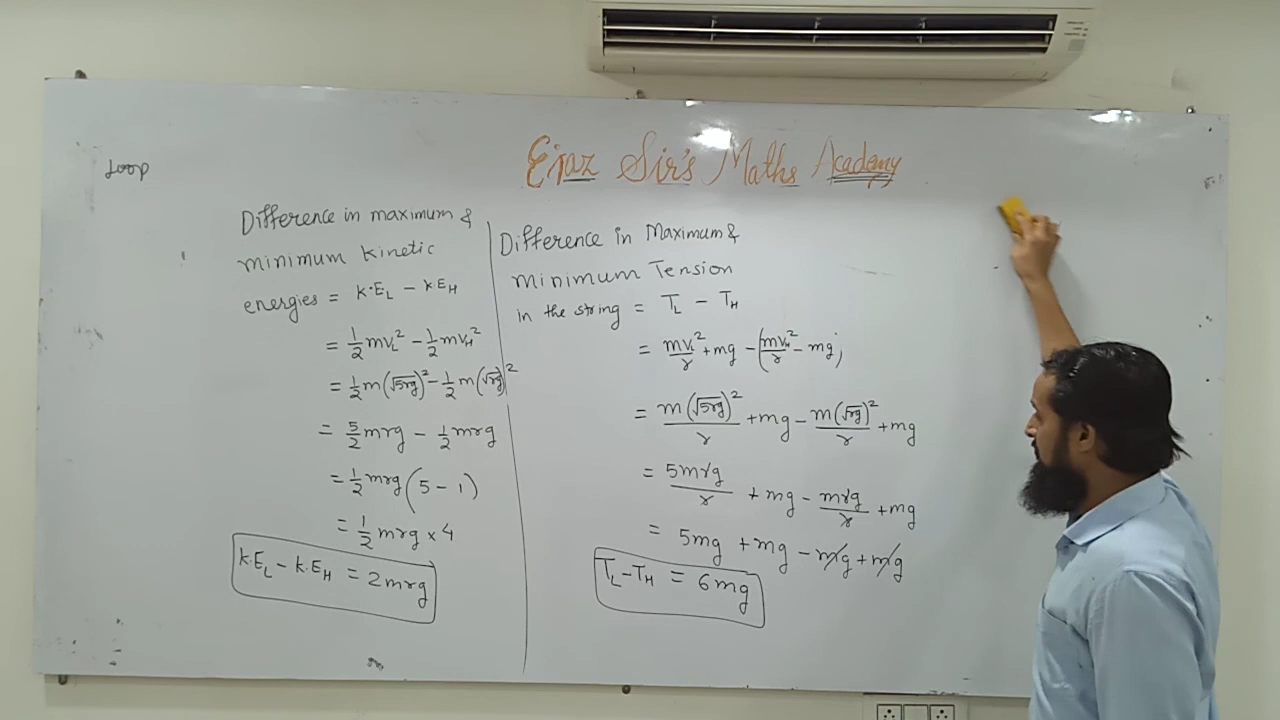 Loop
Ejaz Sir's Maths Academy
Difference in maximum &
minimum kinetic
energies = K.E_L - K.E_H
= 1/2 mv_L^2 - 1/2 mv_H^2
= 1/2 m(√5rg)^2 - 1/2 m(√rg)^2
= 5/2 mrg - 1/2 mrg
= 1/2 mrg (5 - 1)
= 1/2 mrg × 4
K.E_L - K.E_H = 2mrg
Difference in Maximum &
minimum Tension
in the string = T_L - T_H
= mv_L^2/r + mg - (mv_H^2/r - mg)
= m(√5rg)^2/r + mg - m(√rg)^2/r + mg
= 5mrg/r + mg - mrg/r + mg
= 5mg + mg - mg + mg
T_L - T_H = 6mg